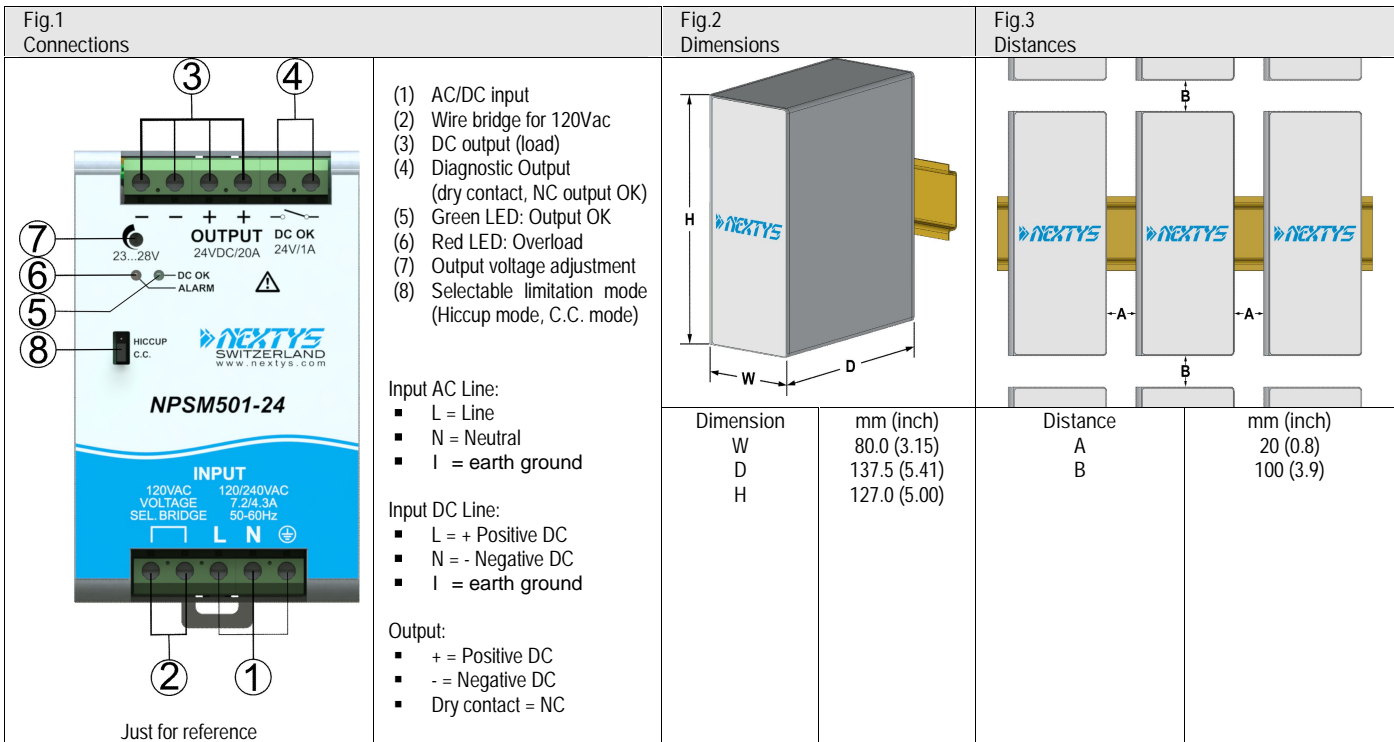 Fig.1
Connections
Fig.2
Dimensions
Fig.3
Distances
3
4
7
6
5
8
2
1
− − + +
OUTPUT
24VDC/20A
DC OK
24V/1A
23...28V
DC OK
ALARM
HICCUP
C.C.
NEXTYS
SWITZERLAND
www.nextys.com
NPSM501-24
INPUT
120VAC
VOLTAGE
SEL. BRIDGE
120/240VAC
7.2/4.3A
50-60Hz
L N
Just for reference
(1) AC/DC input
(2) Wire bridge for 120Vac
(3) DC output (load)
(4) Diagnostic Output
(dry contact, NC output OK)
(5) Green LED: Output OK
(6) Red LED: Overload
(7) Output voltage adjustment
(8) Selectable limitation mode
(Hiccup mode, C.C. mode)
Input AC Line:
▪ L = Line
▪ N = Neutral
▪ I = earth ground
Input DC Line:
▪ L = + Positive DC
▪ N = - Negative DC
▪ I = earth ground
Output:
▪ + = Positive DC
▪ - = Negative DC
▪ Dry contact = NC
H
NEXTYS
W
D
Dimension mm (inch)
W 80.0 (3.15)
D 137.5 (5.41)
H 127.0 (5.00)
B
NEXTYS NEXTYS NEXTYS
A A
B
Distance mm (inch)
A 20 (0.8)
B 100 (3.9)